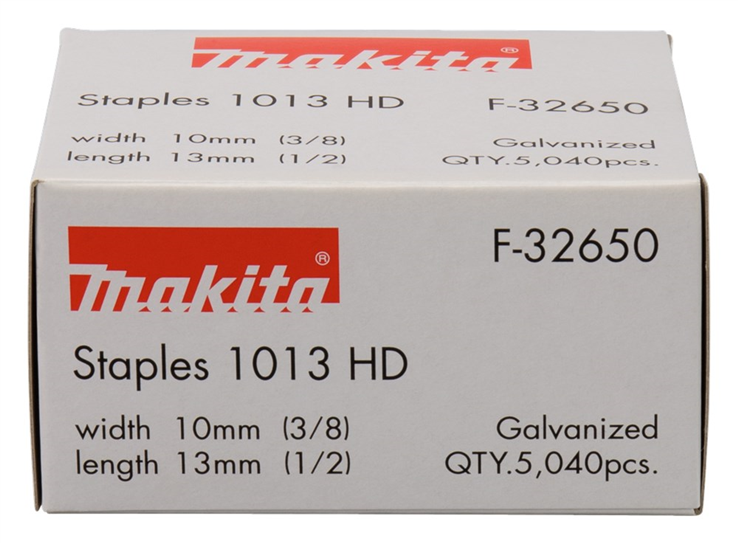 makita®
Staples 1013 HD F-32650
width 10mm (3/8) Galvanized
length 13mm (1/2) QTY.5,040pcs.
makita® F-32650
Staples 1013 HD
width 10mm (3/8) Galvanized
length 13mm (1/2) QTY.5,040pcs.